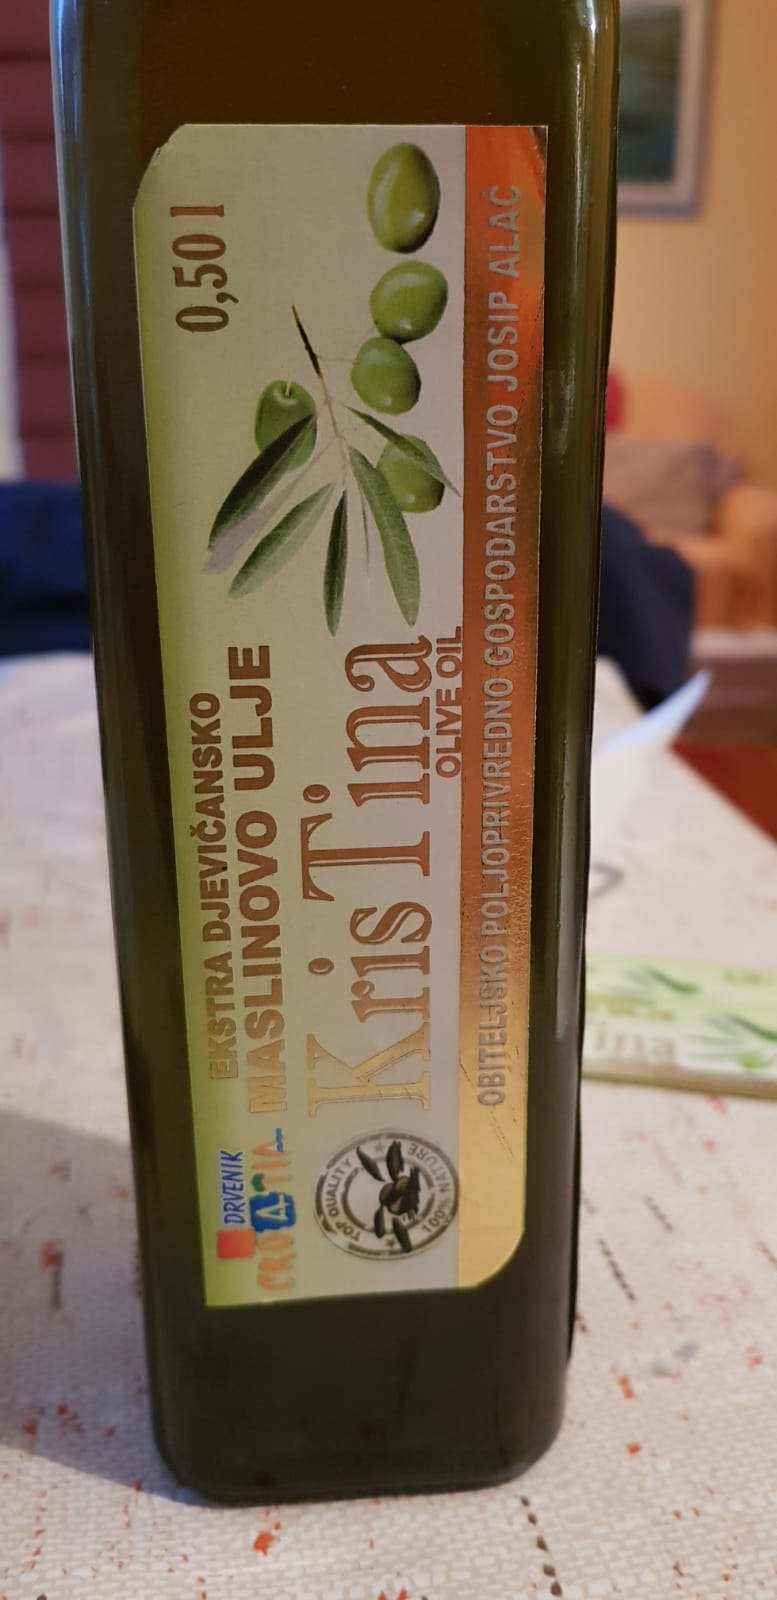 0,50 l
EKSTRA DJEVIČANSKO
MASLINOVO ULJE
KrisTina
OLIVE OIL
DRVENIK
CROATIA
TOP QUALITY
100% NATURE
OBITELJSKO POLJOPRIVREDNO GOSPODARSTVO JOSIP ALAČ
ina